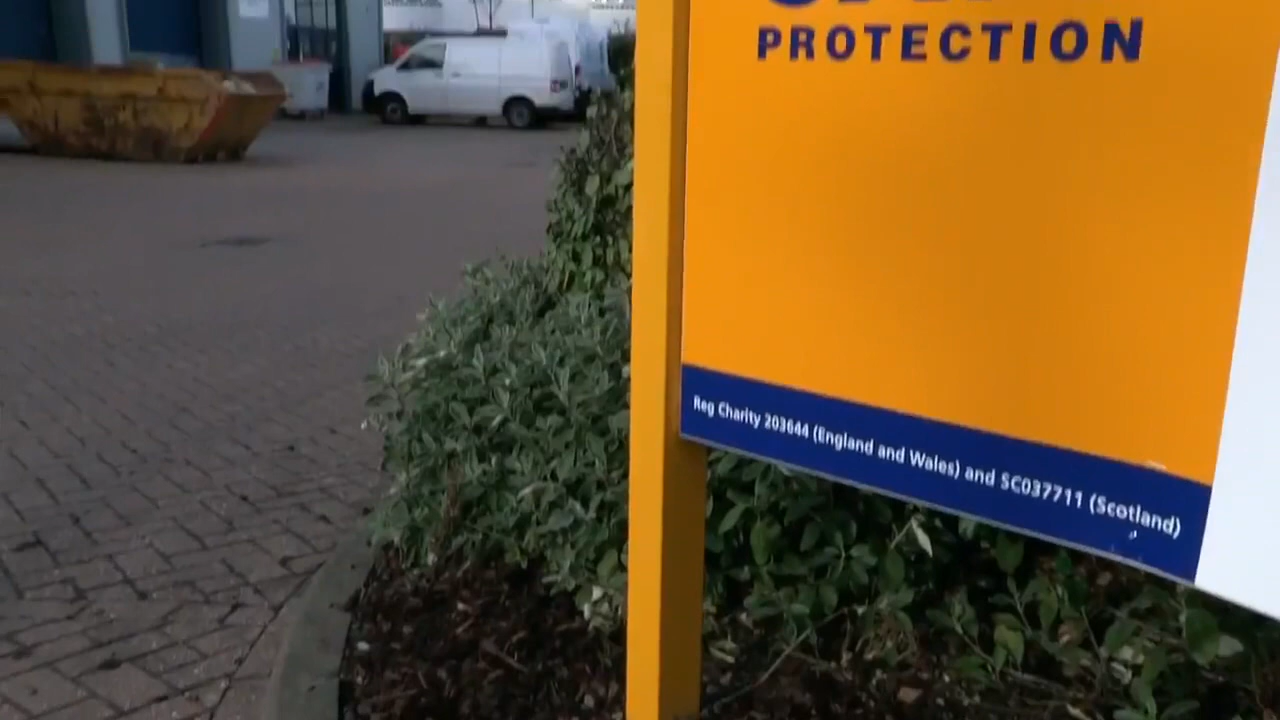 PROTECTION
Reg Charity 203644 (England and Wales) and SC037711 (Scotland)